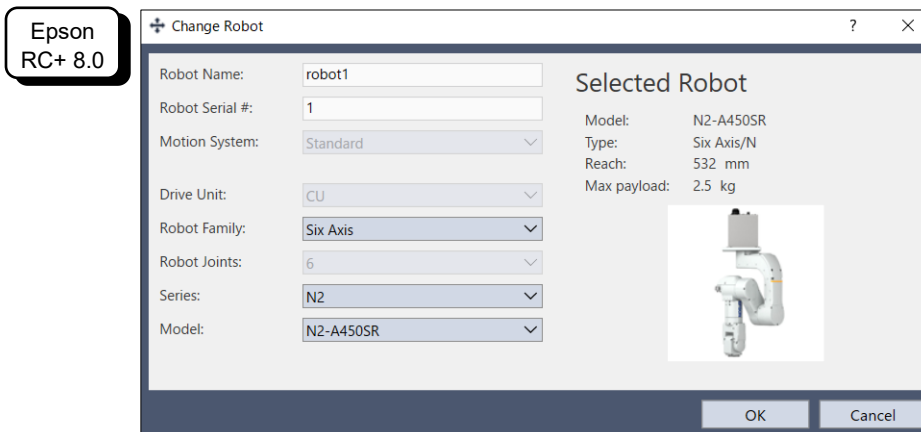 Epson
RC+ 8.0
Change Robot
?
Robot Name: robot1
Robot Serial #: 1
Motion System: Standard
Drive Unit: CU
Robot Family: Six Axis
Robot Joints: 6
Series: N2
Model: N2-A450SR
Selected Robot
Model: N2-A450SR
Type: Six Axis/N
Reach: 532 mm
Max payload: 2.5 kg
OK Cancel